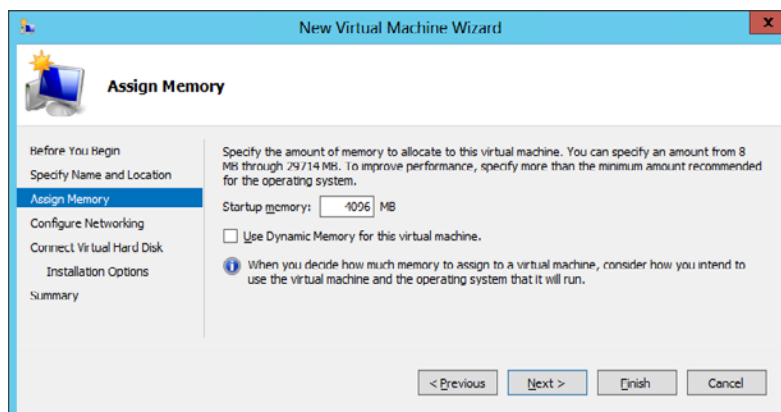 New Virtual Machine Wizard
x
Assign Memory
Before You Begin
Specify Name and Location
Assign Memory
Configure Networking
Connect Virtual Hard Disk
Installation Options
Summary
Specify the amount of memory to allocate to this virtual machine. You can specify an amount from 8
MB through 29714 MB. To improve performance, specify more than the minimum amount recommended
for the operating system.
Startup memory: 4096 MB
Use Dynamic Memory for this virtual machine.
When you decide how much memory to assign to a virtual machine, consider how you intend to
use the virtual machine and the operating system that it will run.
< Previous Next > Finish Cancel